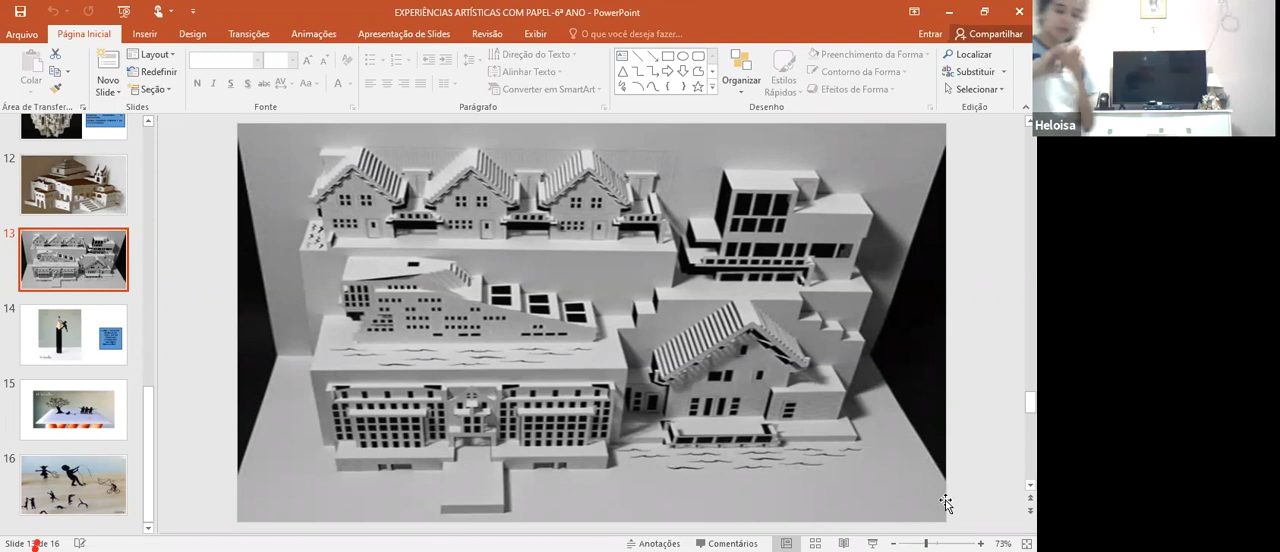 EXPERIÊNCIAS ARTÍSTICAS COM PAPEL-6º ANO - PowerPoint
Arquivo Página Inicial Inserir Design Transições Animações Apresentação de Slides Revisão Exibir O que você deseja fazer... Entrar Compartilhar
Colar
Novo Slide
Layout
Redefinir
Seção
N I S S abc AV Aa A
Direção do Texto
Alinhar Texto
Converter em SmartArt
Organizar
Estilos Rápidos
Preenchimento da Forma
Contorno da Forma
Efeitos de Forma
Localizar
Substituir
Selecionar
Área de Transfer... Slides Fonte Parágrafo Desenho Edição
Heloisa
12
13
14
15
16
Slide 13 de 16 Anotações Comentários 73%